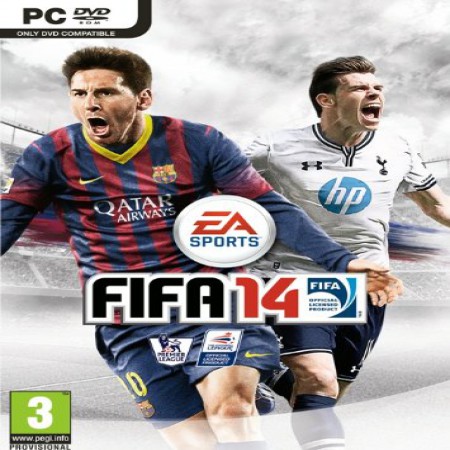 PC DVD
ROM
ONLY DVD COMPATIBLE
QATAR
AIRWAYS
hp
EA
SPORTS
FIFA 14
FIFA
OFFICIAL
LICENSED
PRODUCT
PREMIER
LEAGUE
3
www.pegi.info
PROVISIONAL